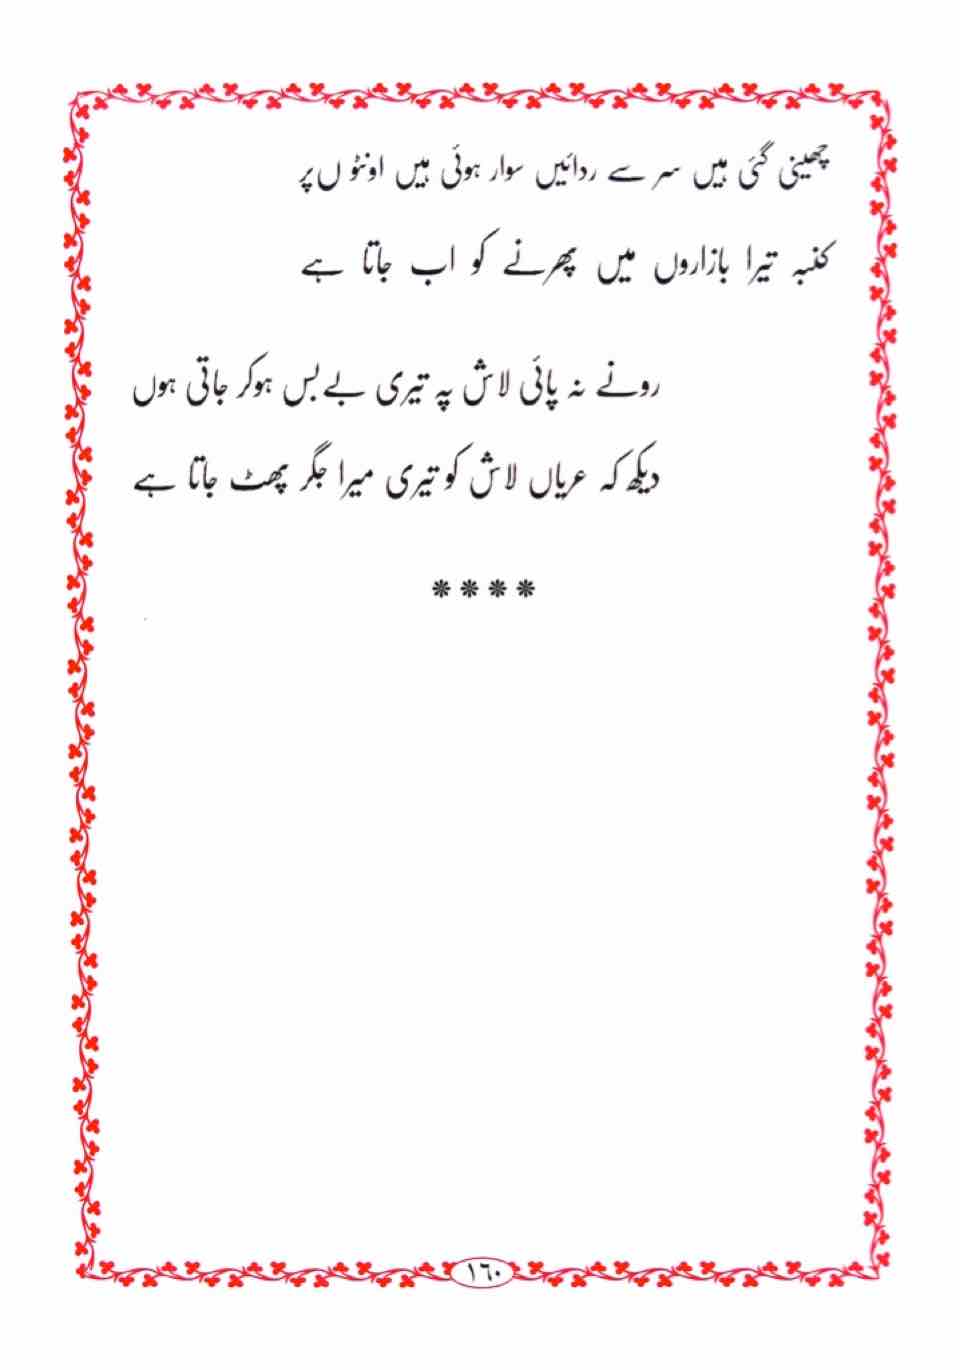 چھینی گئی ہیں سر سے ردائیں سوار ہوئی ہیں اونٹو ں پر
کنبہ تیرا بازاروں میں پھرنے کو اب جاتا ہے
رونے نہ پائی لاش پہ تیری بے بس ہوکر جاتی ہوں
دیکھ کہ عریاں لاش کو تیری میرا جگر پھٹ جاتا ہے
****
١٦٠